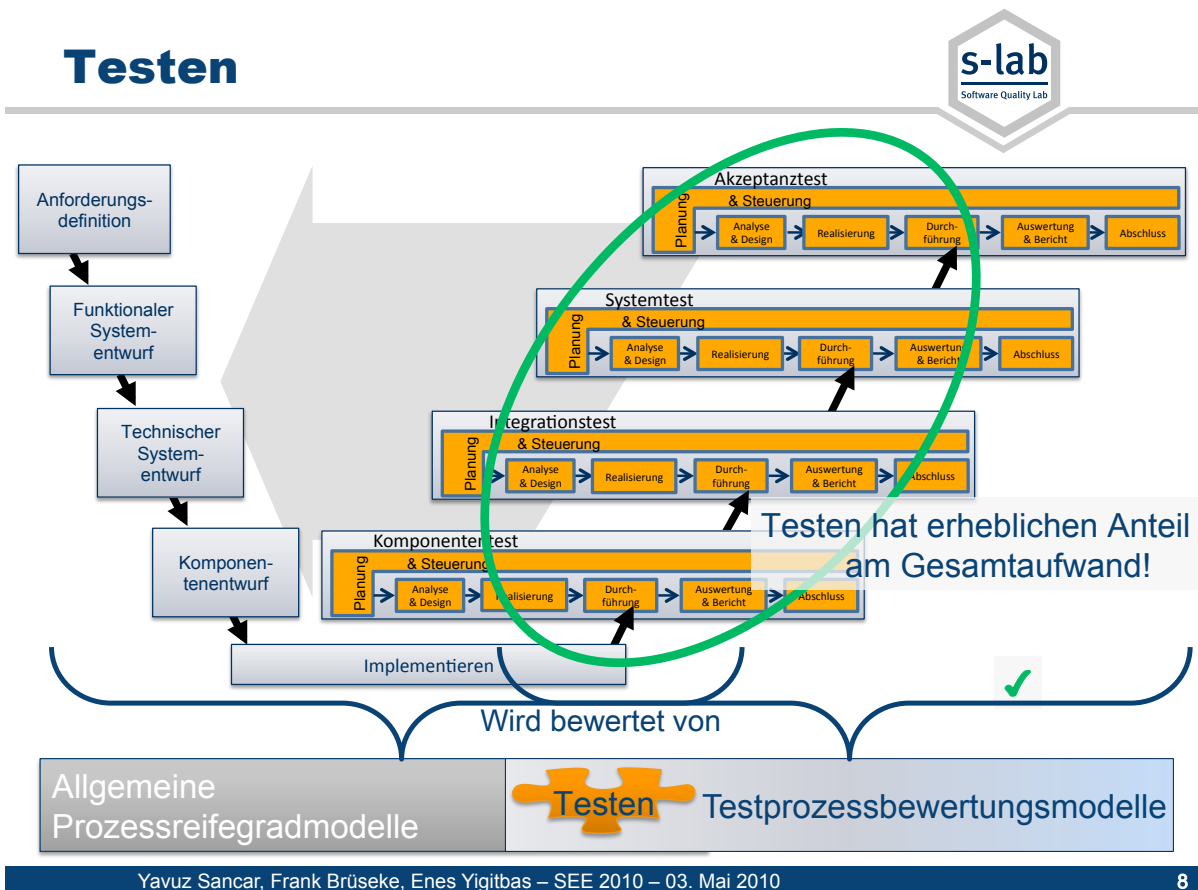 Testen
s-lab
Software Quality Lab
Anforderungs-
definition
Funktionaler
System-
entwurf
Technischer
System-
entwurf
Komponen-
tenentwurf
Implementieren
Akzeptanztest
Planung
& Steuerung
Analyse
& Design
Realisierung
Durch-
führung
Auswertung
& Bericht
Abschluss
Systemtest
Planung
& Steuerung
Analyse
& Design
Realisierung
Durch-
führung
Auswertung
& Bericht
Abschluss
Integrationstest
Planung
& Steuerung
Analyse
& Design
Realisierung
Durch-
führung
Auswertung
& Bericht
Abschluss
Komponententest
Planung
& Steuerung
Analyse
& Design
Realisierung
Durch-
führung
Auswertung
& Bericht
Abschluss
Testen hat erheblichen Anteil
am Gesamtaufwand!
Wird bewertet von
Allgemeine
Prozessreifegradmodelle
Testen
Testprozessbewertungsmodelle
Yavuz Sancar, Frank Brüseke, Enes Yigitbas – SEE 2010 – 03. Mai 2010
8